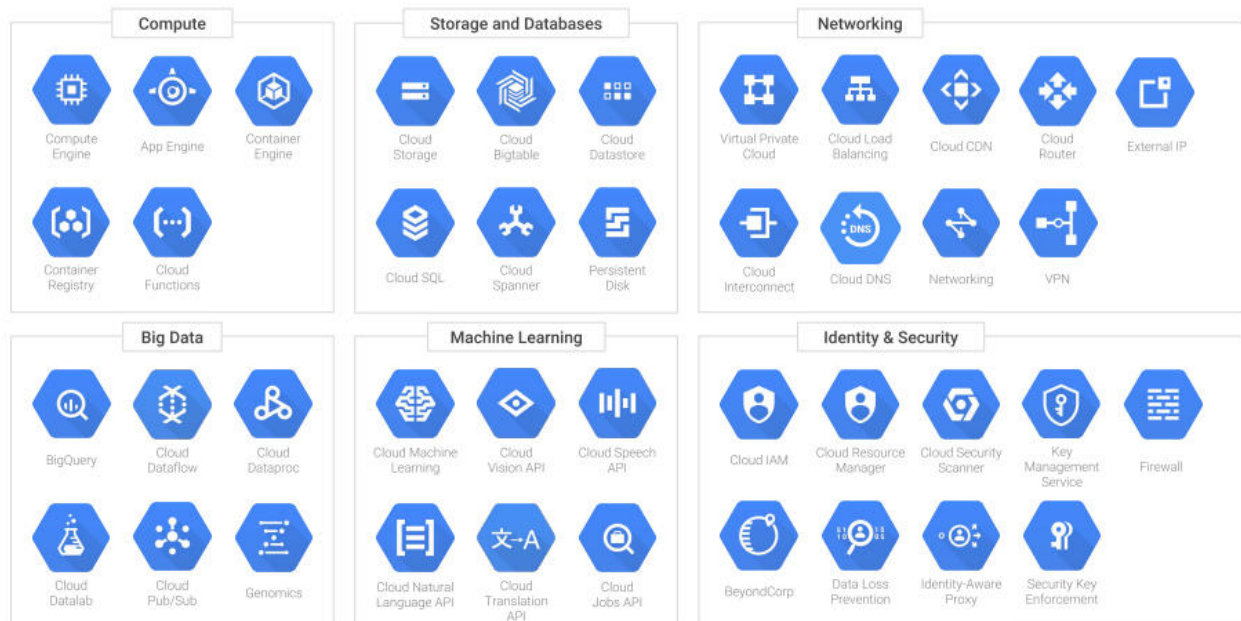 Compute
Compute
Engine
App Engine
Container
Engine
Container
Registry
Cloud
Functions
Storage and Databases
Cloud
Storage
Cloud
Bigtable
Cloud
Datastore
Cloud SQL
Cloud
Spanner
Persistent
Disk
Networking
Virtual Private
Cloud
Cloud Load
Balancing
Cloud CDN
Cloud
Router
External IP
Cloud
Interconnect
DNS
Cloud DNS
Networking
VPN
Big Data
BigQuery
Cloud
Dataflow
Cloud
Dataproc
Cloud
Datalab
Cloud
Pub/Sub
Genomics
Machine Learning
Cloud Machine
Learning
Cloud
Vision API
Cloud Speech
API
Cloud Natural
Language API
文→A
Cloud
Translation
API
Cloud
Jobs API
Identity & Security
Cloud IAM
Cloud Resource
Manager
Cloud Security
Scanner
Key
Management
Service
Firewall
BeyondCorp
Data Loss
Prevention
Identity-Aware
Proxy
Security Key
Enforcement